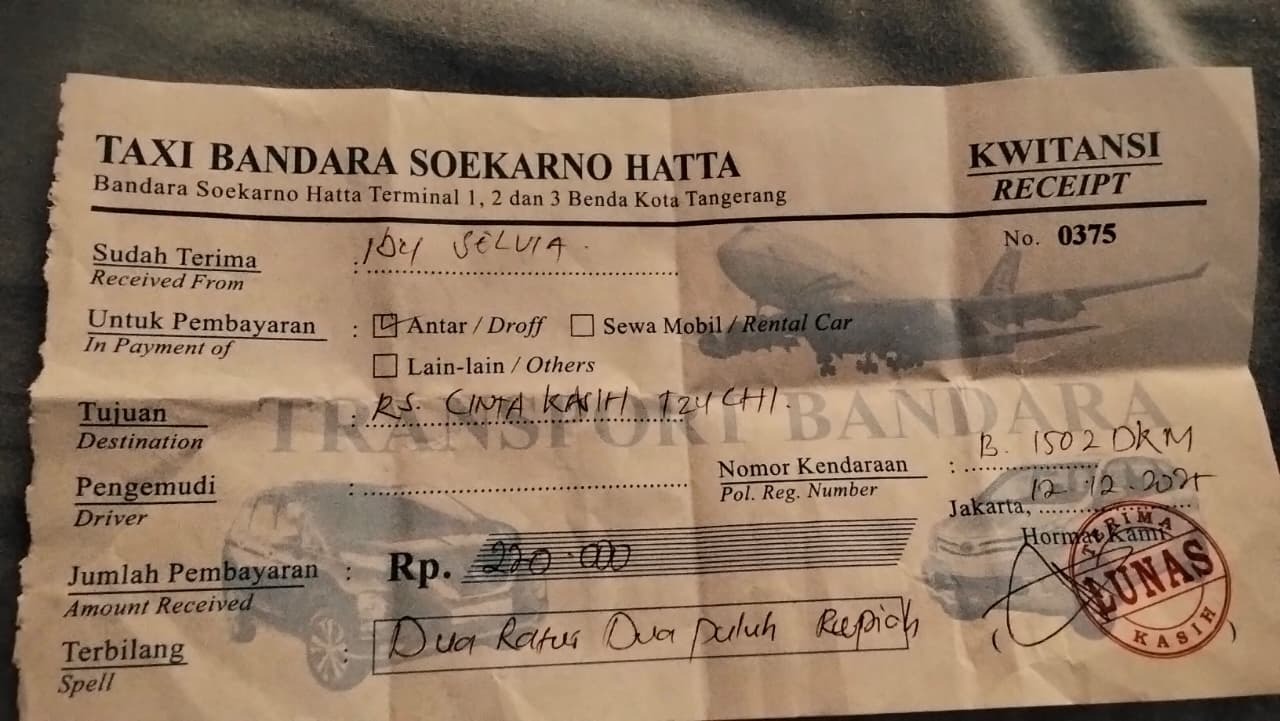 TAXI BANDARA SOEKARNO HATTA
Bandara Soekarno Hatta Terminal 1, 2 dan 3 Benda Kota Tangerang
KWITANSI
RECEIPT
No. 0375
Sudah Terima : IBU SELVIA.
Received From
Untuk Pembayaran : Antar / Droff Sewa Mobil / Rental Car
In Payment of
Lain-lain / Others
Tujuan : RS. CINTA KASIH TZU CHI.
Destination
TRANSPORT BANDARA
Nomor Kendaraan : B. 1502 DKM
Pol. Reg. Number
Pengemudi :
Driver
Jakarta, 12.12.2025
Hormat Kami
Jumlah Pembayaran : Rp. 220.000
Amount Received
Terbilang : Dua Ratus Dua puluh Rupiah
Spell
TERIMA
LUNAS
KASIH